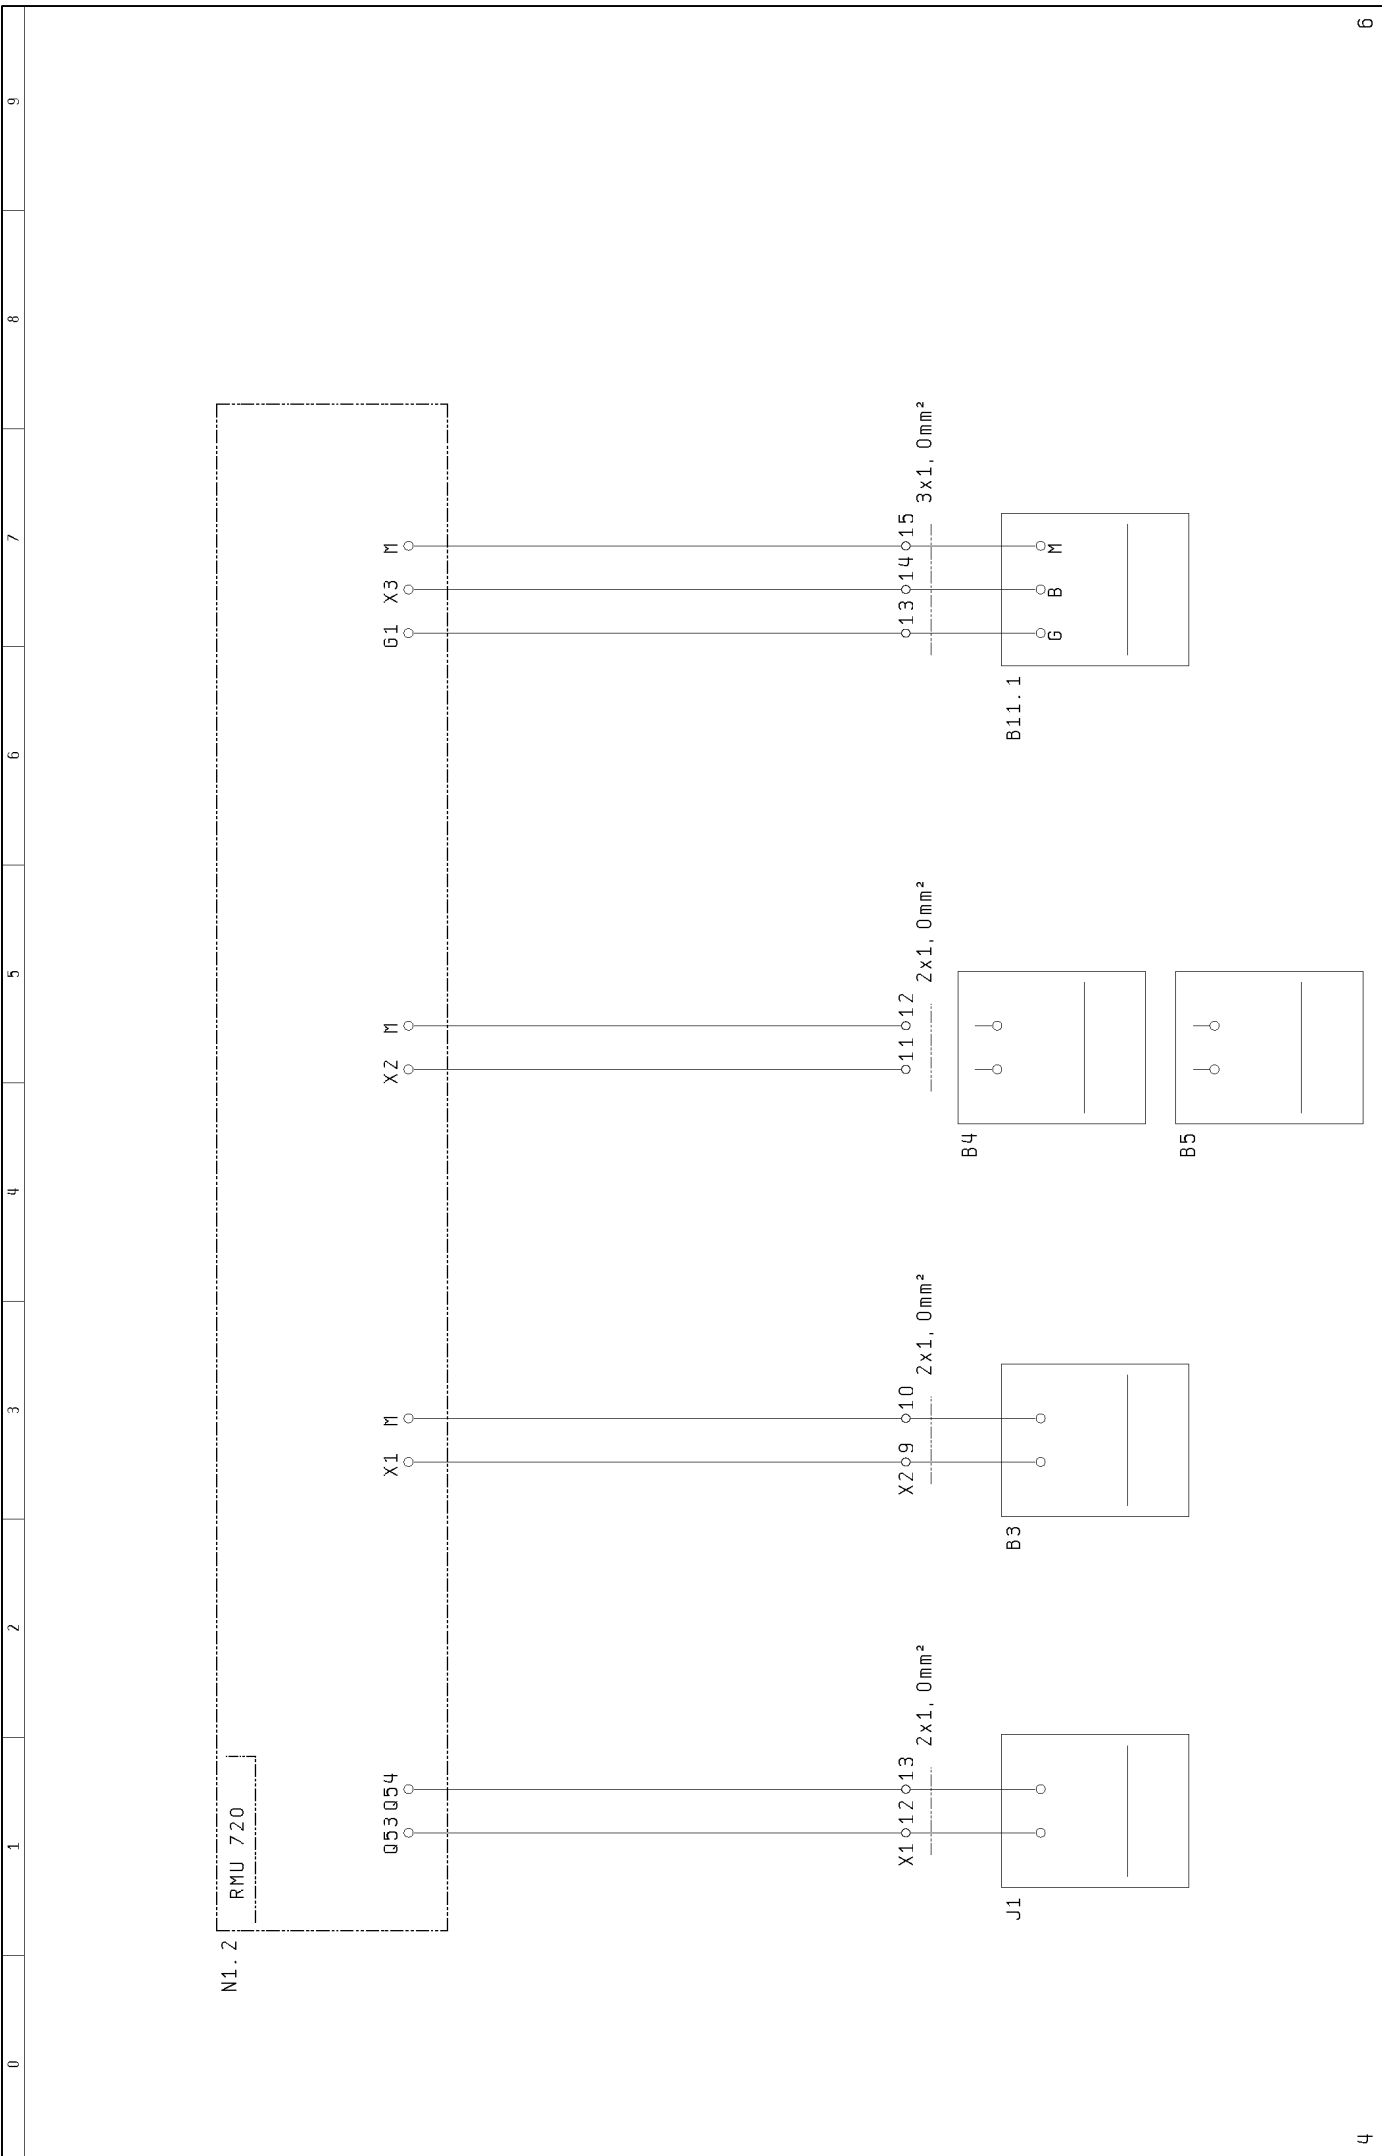 0 1 2 3 4 5 6 7 8 9
N1.2
RMU 720
Q53 Q54 X1 M X2 M G1 X3 M
X1 12 13 X2 9 10 11 12 13 14 15
2x1,0mm² 2x1,0mm² 2x1,0mm² 3x1,0mm²
B4
J1 B3 B11.1
G B M
B5
4 6